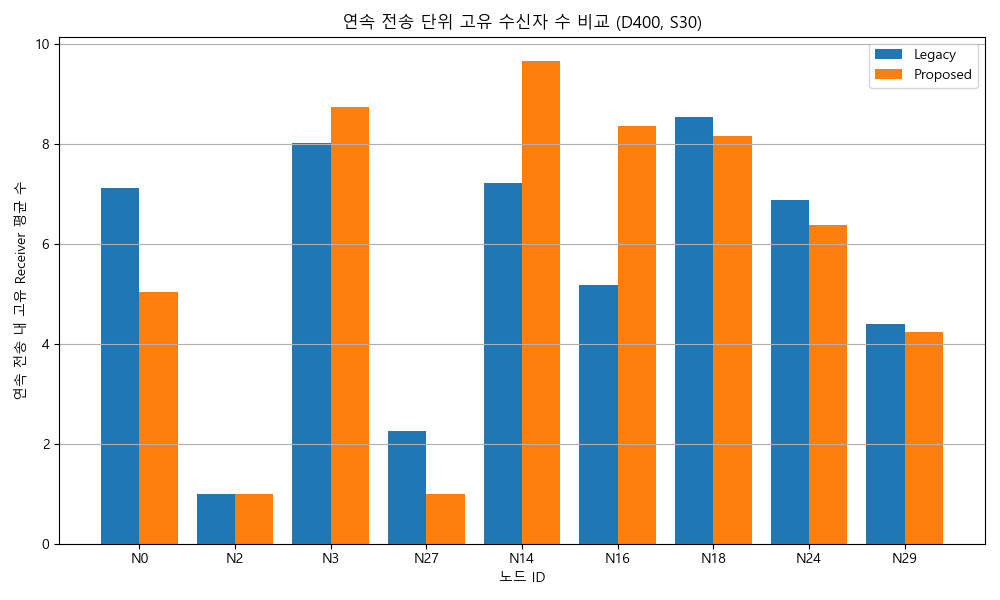 연속 전송 단위 고유 수신자 수 비교 (D400, S30)
Legacy
Proposed
연속 전송 내 고유 Receiver 평균 수
10
8
6
4
2
0
N0 N2 N3 N27 N14 N16 N18 N24 N29
노드 ID